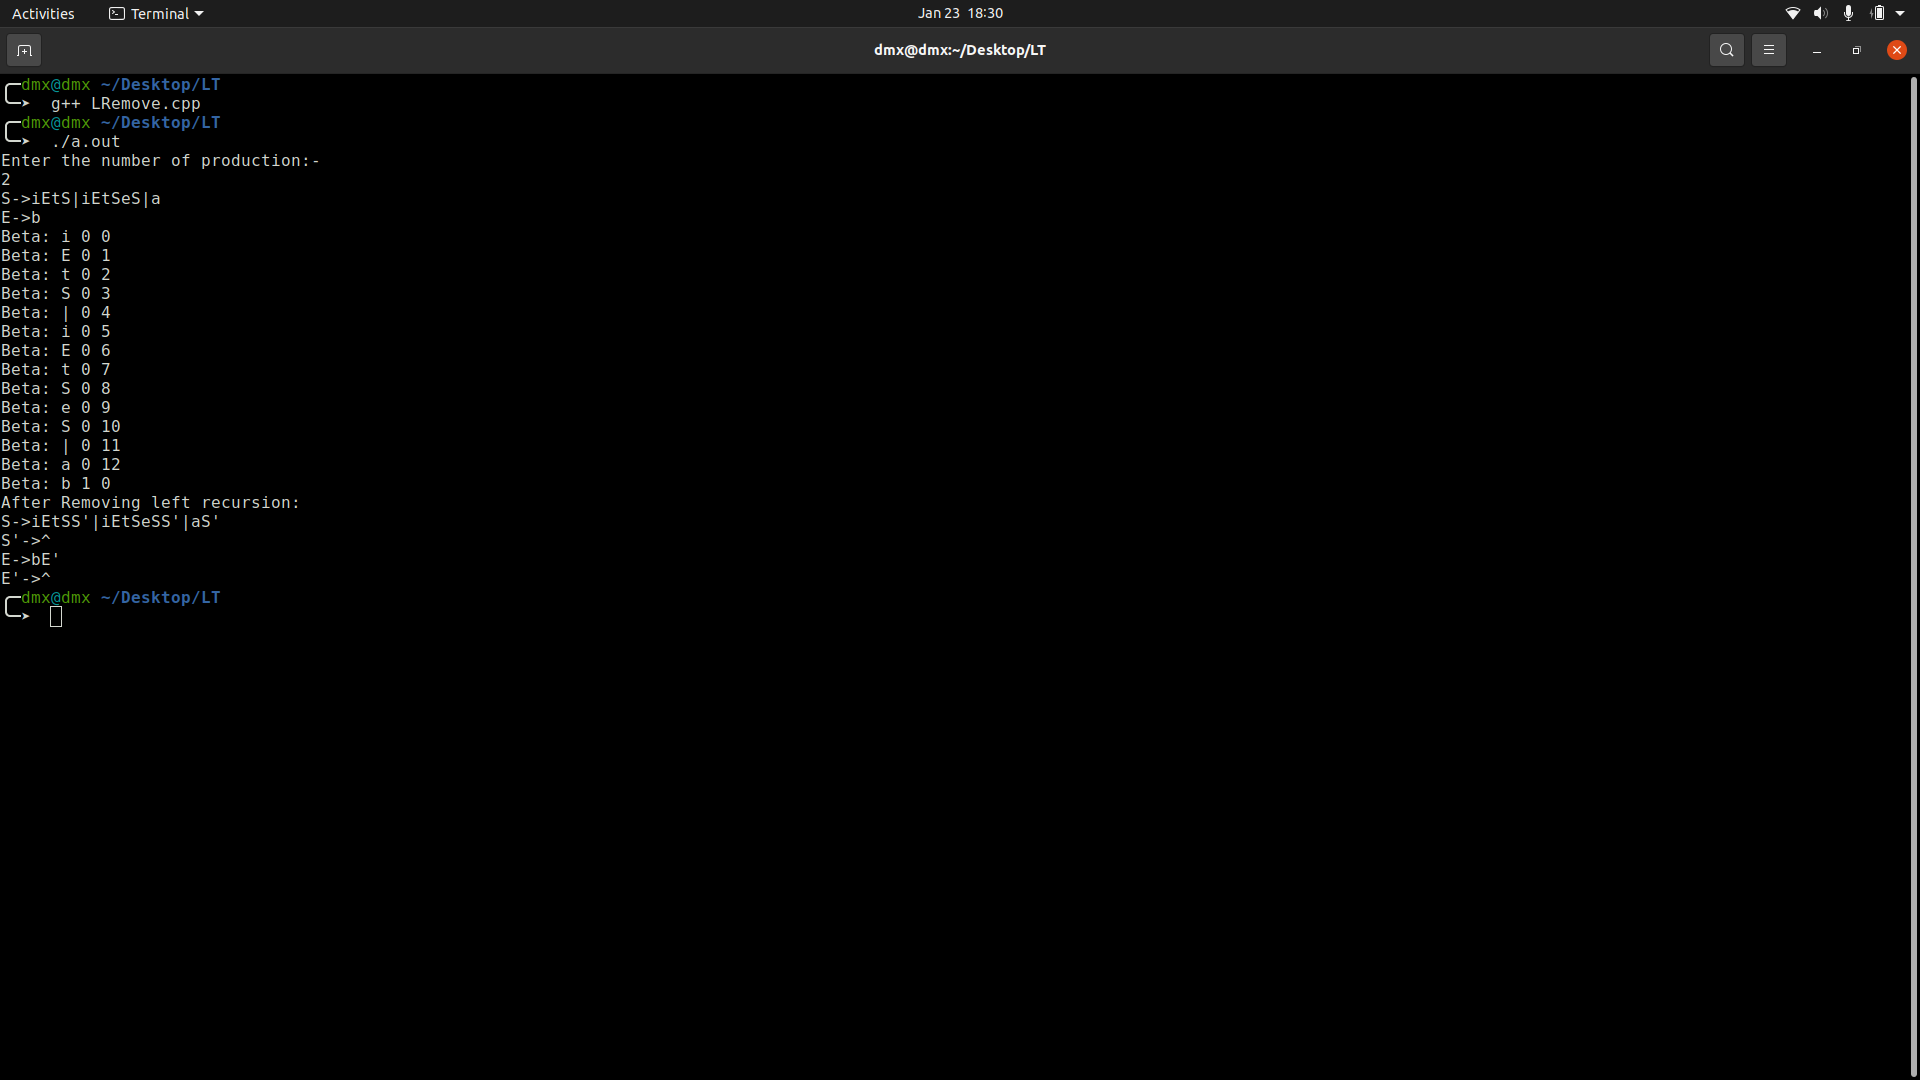 Activities Terminal Jan 23 18:30
dmx@dmx:~/Desktop/LT
dmx@dmx ~/Desktop/LT
➤ g++ LRemove.cpp
dmx@dmx ~/Desktop/LT
➤ ./a.out
Enter the number of production:-
2
S->iEtS|iEtSeS|a
E->b
Beta: i 0 0
Beta: E 0 1
Beta: t 0 2
Beta: S 0 3
Beta: | 0 4
Beta: i 0 5
Beta: E 0 6
Beta: t 0 7
Beta: S 0 8
Beta: e 0 9
Beta: S 0 10
Beta: | 0 11
Beta: a 0 12
Beta: b 1 0
After Removing left recursion:
S->iEtSS'|iEtSeSS'|aS'
S'->^
E->bE'
E'->^
dmx@dmx ~/Desktop/LT
➤